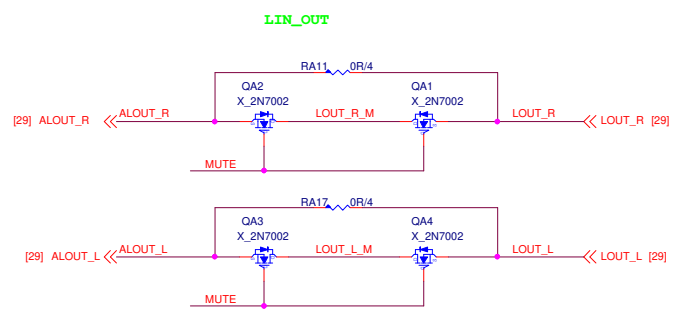 LIN_OUT
RA11 0R/4
QA2 QA1
X_2N7002 X_2N7002
[29] ALOUT_R ALOUT_R LOUT_R_M LOUT_R LOUT_R [29]
MUTE
RA17 0R/4
QA3 QA4
X_2N7002 X_2N7002
[29] ALOUT_L ALOUT_L LOUT_L_M LOUT_L LOUT_L [29]
MUTE